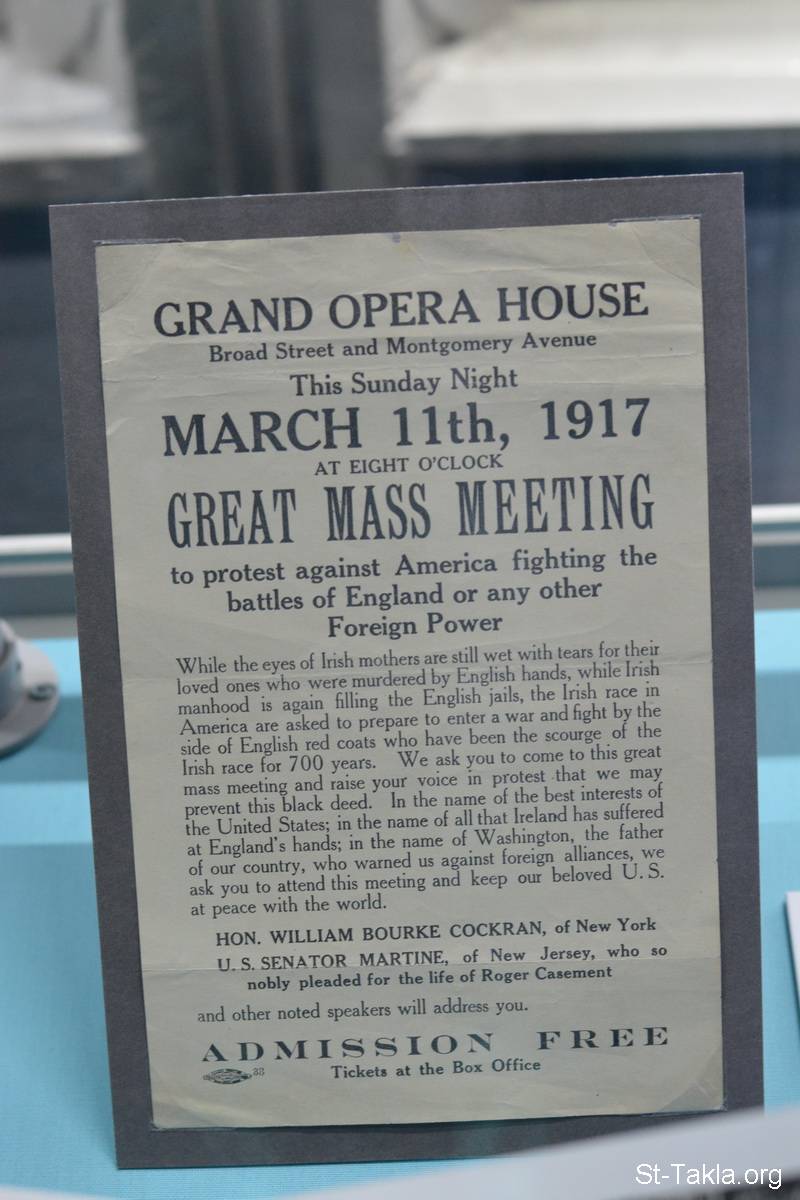 GRAND OPERA HOUSE
Broad Street and Montgomery Avenue
This Sunday Night
MARCH 11th, 1917
AT EIGHT O'CLOCK
GREAT MASS MEETING
to protest against America fighting the
battles of England or any other
Foreign Power
While the eyes of Irish mothers are still wet with tears for their
loved ones who were murdered by English hands, while Irish
manhood is again filling the English jails, the Irish race in
America are asked to prepare to enter a war and fight by the
side of English red coats who have been the scourge of the
Irish race for 700 years. We ask you to come to this great
mass meeting and raise your voice in protest that we may
prevent this black deed. In the name of the best interests of
the United States; in the name of all that Ireland has suffered
at England's hands; in the name of Washington, the father
of our country, who warned us against foreign alliances, we
ask you to attend this meeting and keep our beloved U. S.
at peace with the world.
HON. WILLIAM BOURKE COCKRAN, of New York
U. S. SENATOR MARTINE, of New Jersey, who so
nobly pleaded for the life of Roger Casement
and other noted speakers will address you.
ADMISSION FREE
Tickets at the Box Office
St-Takla.org